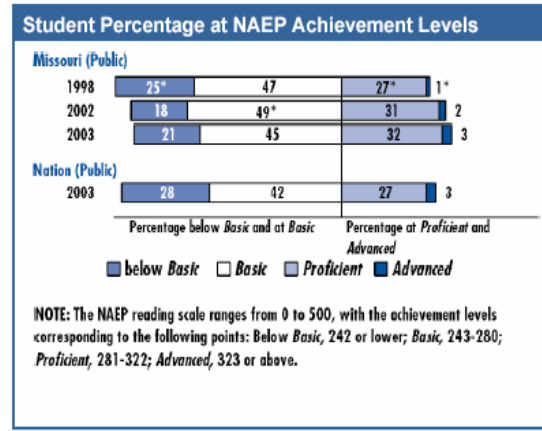 Student Percentage at NAEP Achievement Levels
Missouri (Public)
1998 25* 47 27* 1*
2002 18 49* 31 2
2003 21 45 32 3
Nation (Public)
2003 28 42 27 3
Percentage below Basic and at Basic Percentage at Proficient and
Advanced
below Basic Basic Proficient Advanced
NOTE: The NAEP reading scale ranges from 0 to 500, with the achievement levels
corresponding to the following points: Below Basic, 242 or lower; Basic, 243-280;
Proficient, 281-322; Advanced, 323 or above.